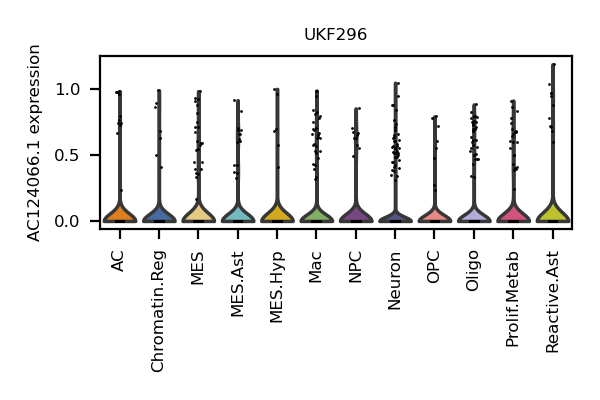 UKF296
AC124066.1 expression
1.0
0.5
0.0
AC
Chromatin.Reg
MES
MES.Ast
MES.Hyp
Mac
NPC
Neuron
OPC
Oligo
Prolif.Metab
Reactive.Ast